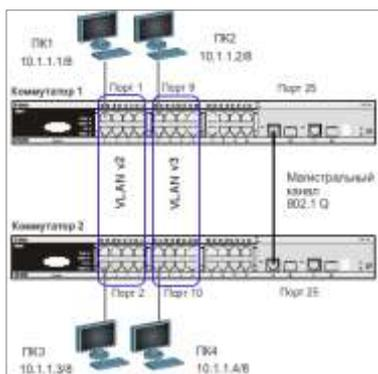 ПК1
10.1.1.1/8
ПК2
10.1.1.2/8
Порт 1
Порт 9
Порт 25
Коммутатор 1
VLAN v2
VLAN v3
Магистральный
канал
802.1 Q
Коммутатор 2
Порт 2
Порт 10
Порт 25
ПК3
10.1.1.3/8
ПК4
10.1.1.4/8